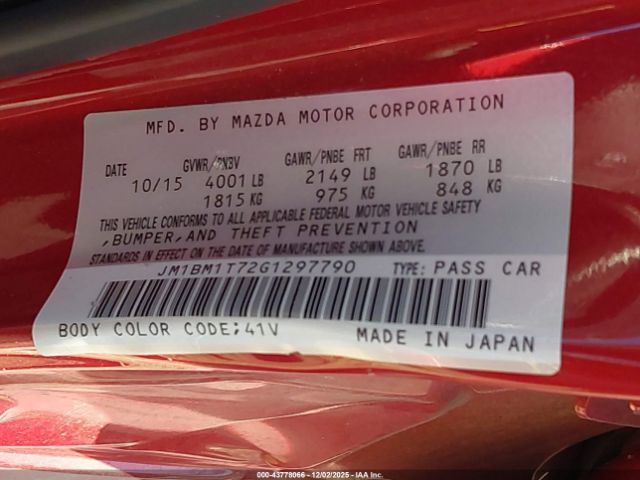 MFD. BY MAZDA MOTOR CORPORATION
DATE GVWR/PNBV GAWR/PNBE FRT GAWR/PNBE RR
10/15 4001 LB 2149 LB 1870 LB
1815 KG 975 KG 848 KG
THIS VEHICLE CONFORMS TO ALL APPLICABLE FEDERAL MOTOR VEHICLE SAFETY
,BUMPER,AND THEFT PREVENTION
STANDARDS IN EFFECT ON THE DATE OF MANUFACTURE SHOWN ABOVE.
JM1BM1T72G1297790 TYPE: PASS CAR
BODY COLOR CODE;41V MADE IN JAPAN
000-43778066 - 12/02/2025 - IAAI Inc.